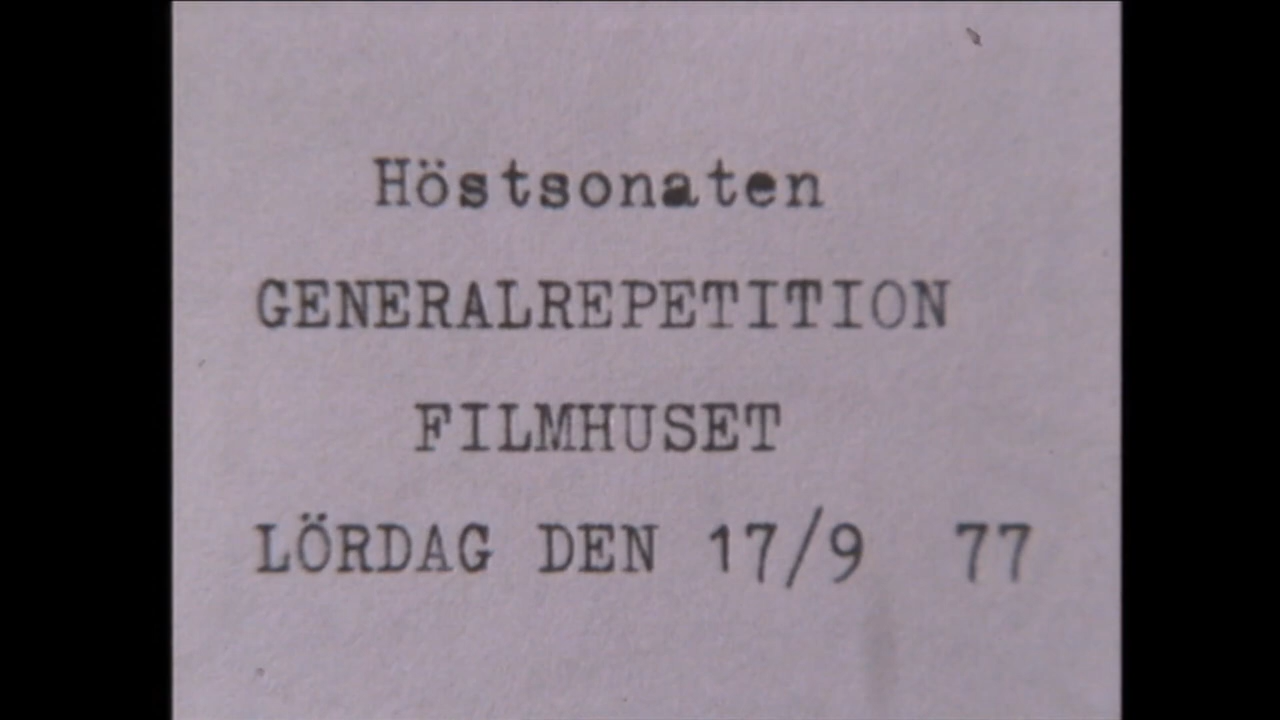 Höstsonaten
GENERALREPETITION
FILMHUSET
LÖRDAG DEN 17/9 77